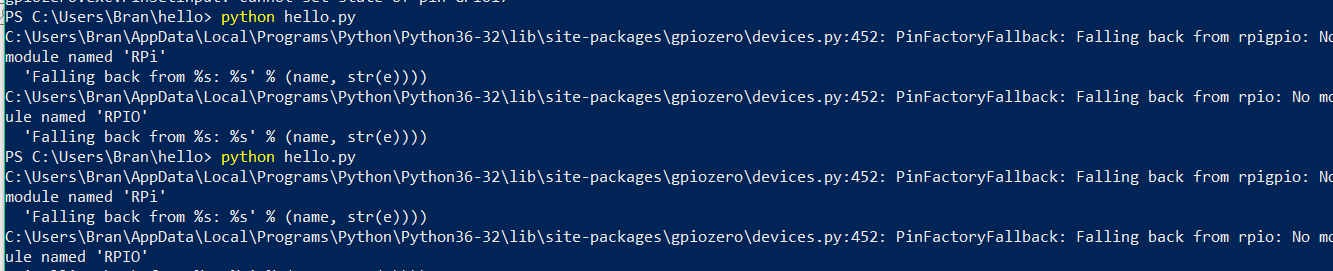 PS C:\Users\Bran\hello> python hello.py
C:\Users\Bran\AppData\Local\Programs\Python\Python36-32\lib\site-packages\gpiozero\devices.py:452: PinFactoryFallback: Falling back from rpigpio: No
module named 'RPi'
'Falling back from %s: %s' % (name, str(e))))
C:\Users\Bran\AppData\Local\Programs\Python\Python36-32\lib\site-packages\gpiozero\devices.py:452: PinFactoryFallback: Falling back from rpio: No mo
ule named 'RPIO'
'Falling back from %s: %s' % (name, str(e))))
PS C:\Users\Bran\hello> python hello.py
C:\Users\Bran\AppData\Local\Programs\Python\Python36-32\lib\site-packages\gpiozero\devices.py:452: PinFactoryFallback: Falling back from rpigpio: No
module named 'RPi'
'Falling back from %s: %s' % (name, str(e))))
C:\Users\Bran\AppData\Local\Programs\Python\Python36-32\lib\site-packages\gpiozero\devices.py:452: PinFactoryFallback: Falling back from rpio: No mo
ule named 'RPIO'